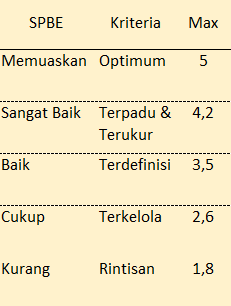 SPBE Kriteria Max
Memuaskan Optimum 5
Sangat Baik Terpadu & 4,2
Terukur
Baik Terdefinisi 3,5
Cukup Terkelola 2,6
Kurang Rintisan 1,8